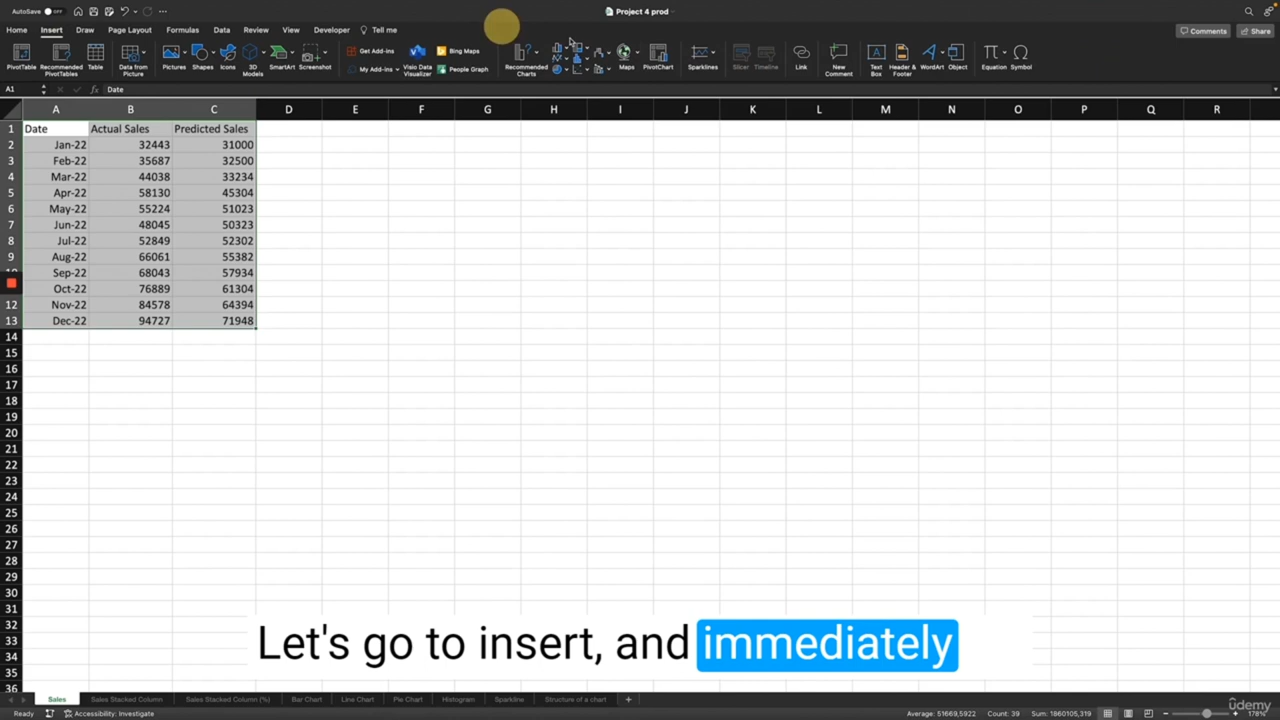 AutoSave OFF
Project 4 prod
Home Insert Draw Page Layout Formulas Data Review View Developer Tell me
Comments Share
PivotTable Recommended PivotTables Table Data from Picture Pictures Shapes Icons 3D Models SmartArt Screenshot Get Add-ins My Add-ins Visio Data Visualizer Bing Maps People Graph Recommended Charts Maps PivotChart Sparklines Slicer Timeline Link New Comment Text Box Header & Footer WordArt Object Equation Symbol
A1 fx Date
A B C D E F G H I J K L M N O P Q R
1 Date Actual Sales Predicted Sales
2 Jan-22 32443 31000
3 Feb-22 35687 32500
4 Mar-22 44038 33234
5 Apr-22 58130 45304
6 May-22 55224 51023
7 Jun-22 48045 50323
8 Jul-22 52849 52302
9 Aug-22 66061 55382
Sep-22 68043 57934
Oct-22 76889 61304
12 Nov-22 84578 64394
13 Dec-22 94727 71948
14
15
16
17
18
19
20
21
22
23
24
25
26
27
28
29
30
31
32
33
34
35
36
Let's go to insert, and immediately
Sales Sales Stacked Column Sales Stacked Column (%) Bar Chart Line Chart Pie Chart Histogram Sparkline Structure of a chart +
Ready Accessibility: Investigate Average: 51669,5922 Count: 39 Sum: 1860105,319 178%
ûdemy